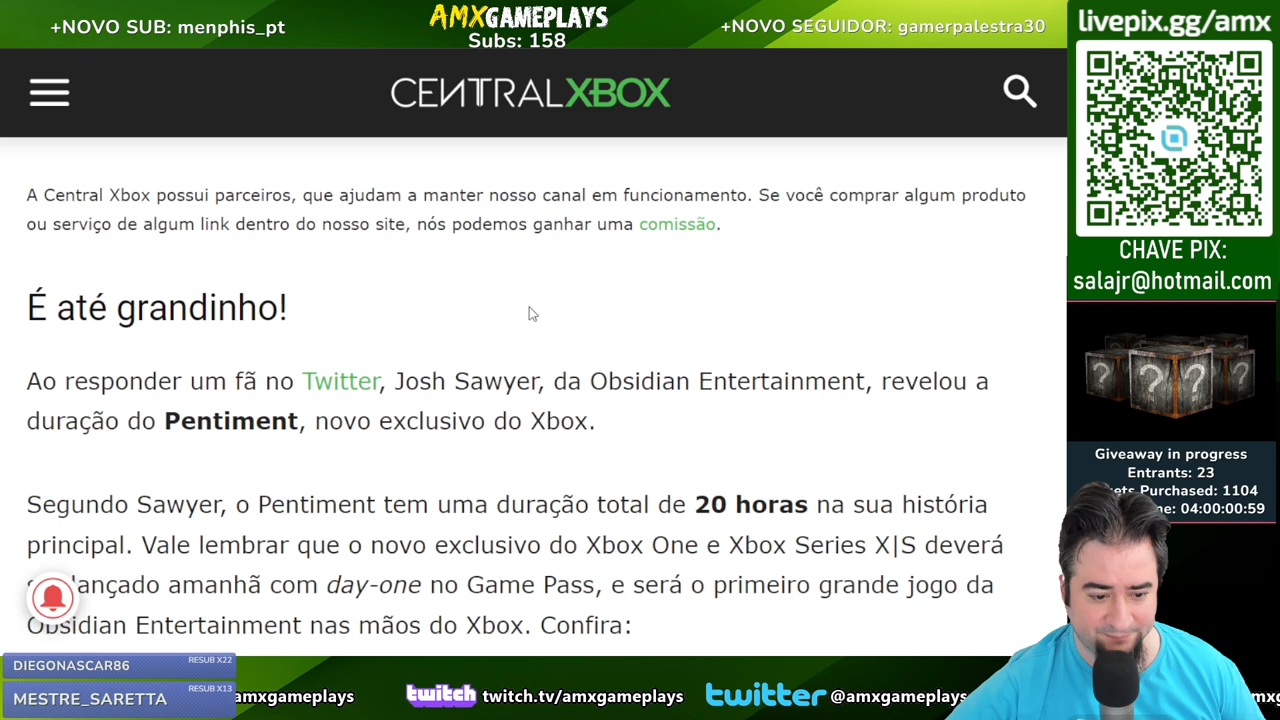 +NOVO SUB: menphis_pt
AMXGAMEPLAYS
Subs: 158
+NOVO SEGUIDOR: gamerpalestra30
livepix.gg/amx
CENTRALXBOX
A Central Xbox possui parceiros, que ajudam a manter nosso canal em funcionamento. Se você comprar algum produto
ou serviço de algum link dentro do nosso site, nós podemos ganhar uma comissão.
CHAVE PIX:
salajr@hotmail.com
É até grandinho!
? ? ?
Ao responder um fã no Twitter, Josh Sawyer, da Obsidian Entertainment, revelou a
duração do Pentiment, novo exclusivo do Xbox.
Giveaway in progress
Entrants: 23
Purchased: 1104
04:00:00:59
Segundo Sawyer, o Pentiment tem uma duração total de 20 horas na sua história
principal. Vale lembrar que o novo exclusivo do Xbox One e Xbox Series X|S deverá
lançado amanhã com day-one no Game Pass, e será o primeiro grande jogo da
Obsidian Entertainment nas mãos do Xbox. Confira:
DIEGONASCAR86 RESUB X22
MESTRE_SARETTA RESUB X13
amxgameplays twitch twitch.tv/amxgameplays twitter @amxgameplays